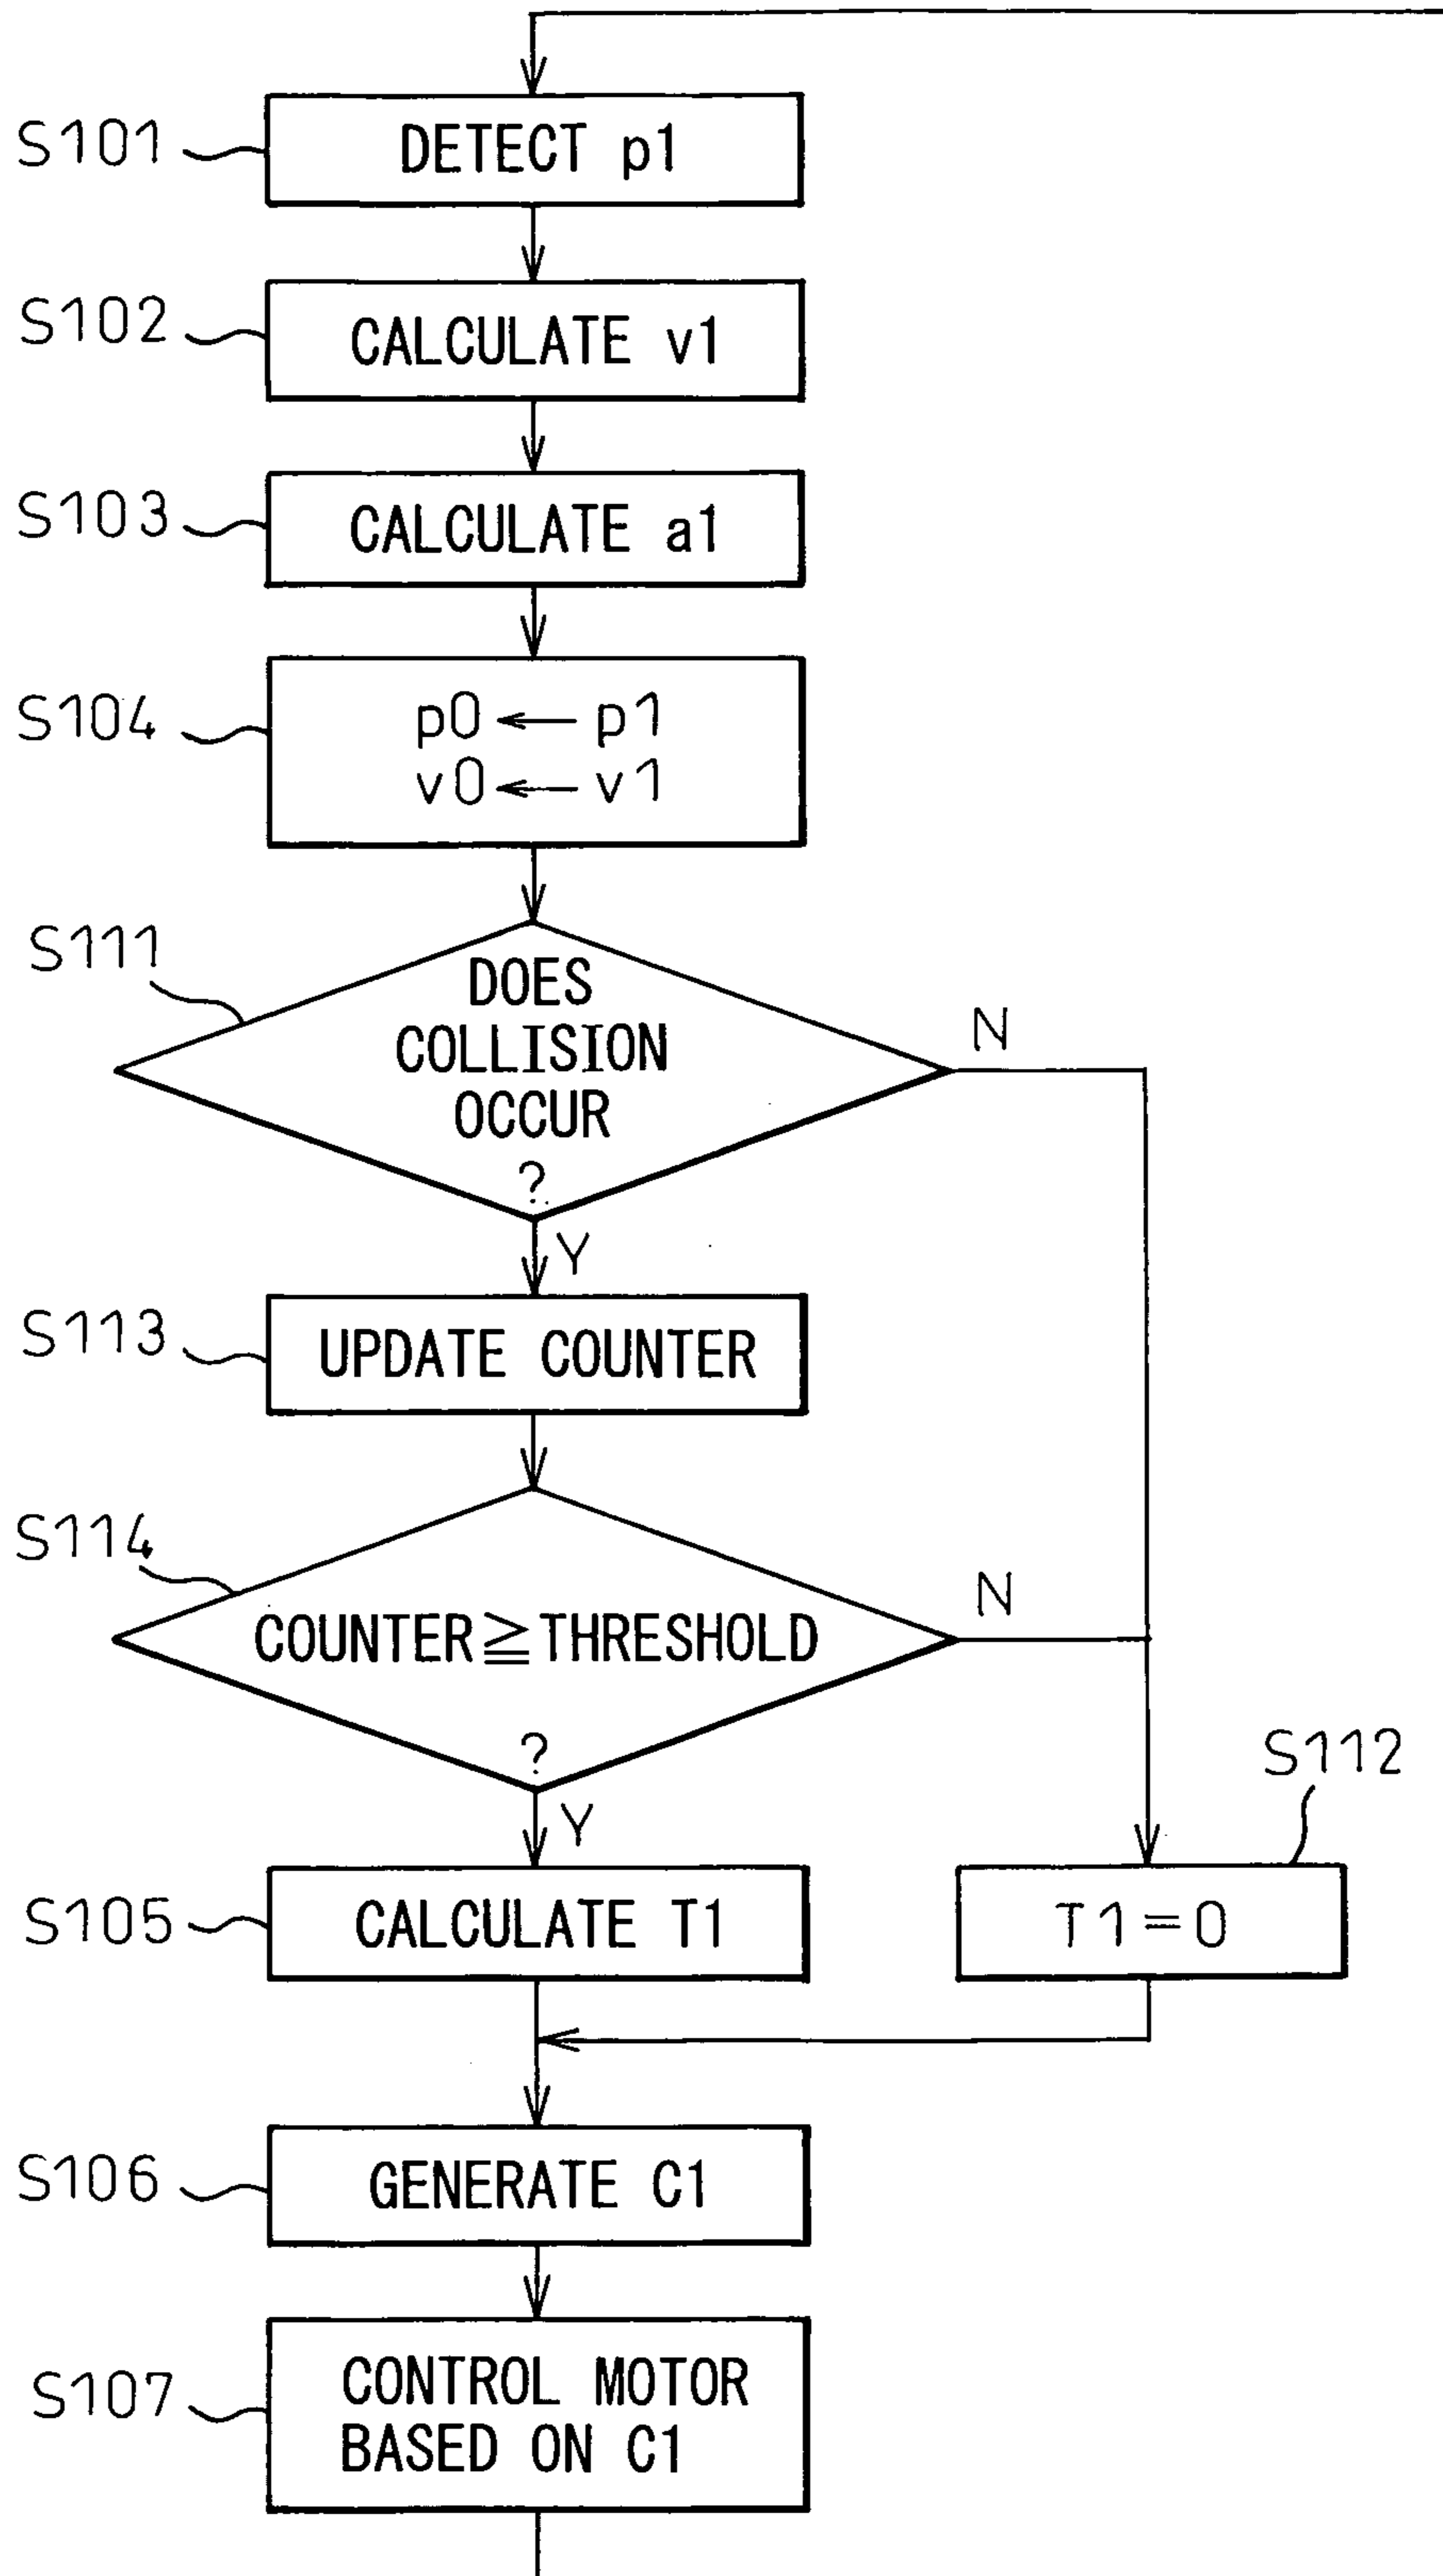 S101
DETECT p1
S102
CALCULATE v1
S103
CALCULATE a1
S104
p0 ← p1
v0 ← v1
S111
DOES
COLLISION
OCCUR
?
N
Y
S113
UPDATE COUNTER
S114
COUNTER≧THRESHOLD
?
N
Y
S112
S105
CALCULATE T1
T1=0
S106
GENERATE C1
S107
CONTROL MOTOR
BASED ON C1